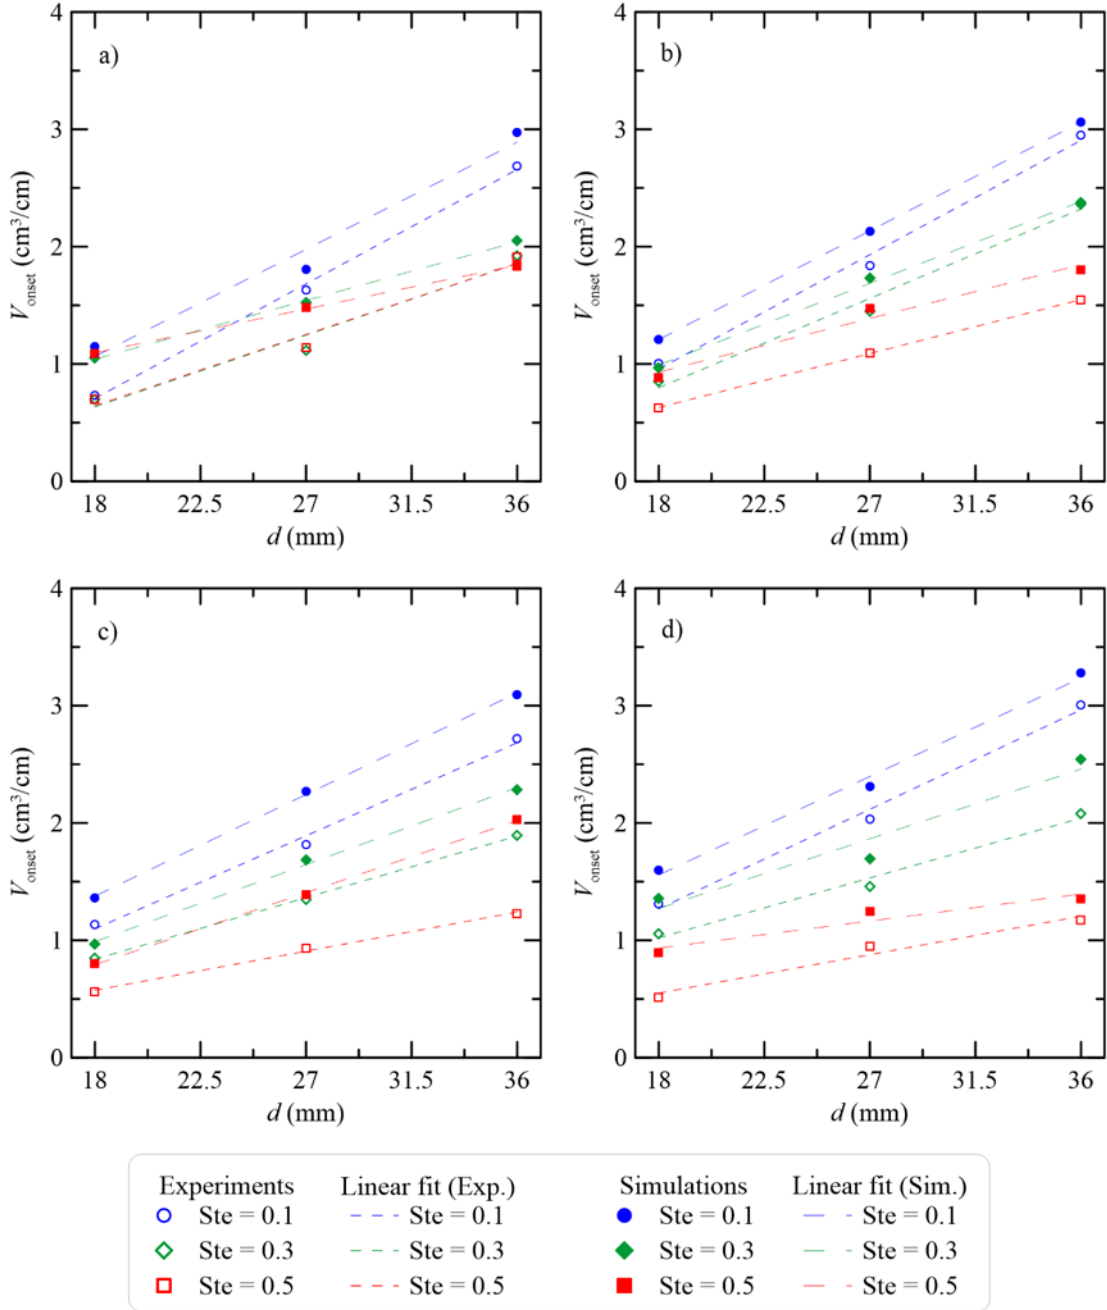 a)
4
3
2
1
0
V_onset (cm³/cm)
18 22.5 27 31.5 36
d (mm)
b)
4
3
2
1
0
V_onset (cm³/cm)
18 22.5 27 31.5 36
d (mm)
c)
4
3
2
1
0
V_onset (cm³/cm)
18 22.5 27 31.5 36
d (mm)
d)
4
3
2
1
0
V_onset (cm³/cm)
18 22.5 27 31.5 36
d (mm)
Experiments Linear fit (Exp.) Simulations Linear fit (Sim.)
Ste = 0.1 Ste = 0.1 Ste = 0.1 Ste = 0.1
Ste = 0.3 Ste = 0.3 Ste = 0.3 Ste = 0.3
Ste = 0.5 Ste = 0.5 Ste = 0.5 Ste = 0.5